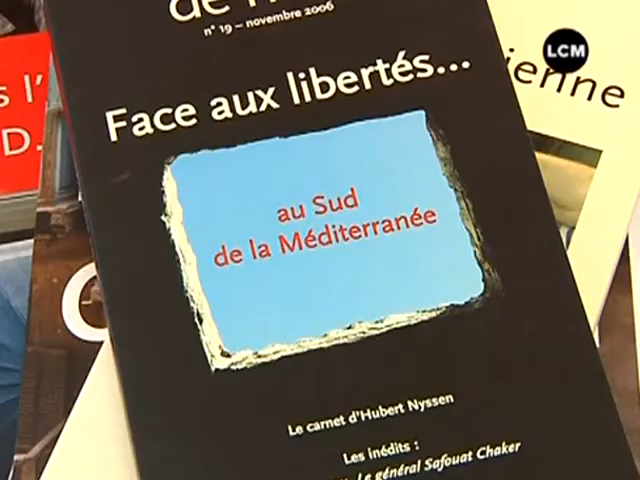 de
n° 19 – novembre 2006
LCM
ienne
s l'
D.
Face aux libertés...
au Sud
de la Méditerranée
Le carnet d'Hubert Nyssen
Les inédits :
Le général Safouat Chaker